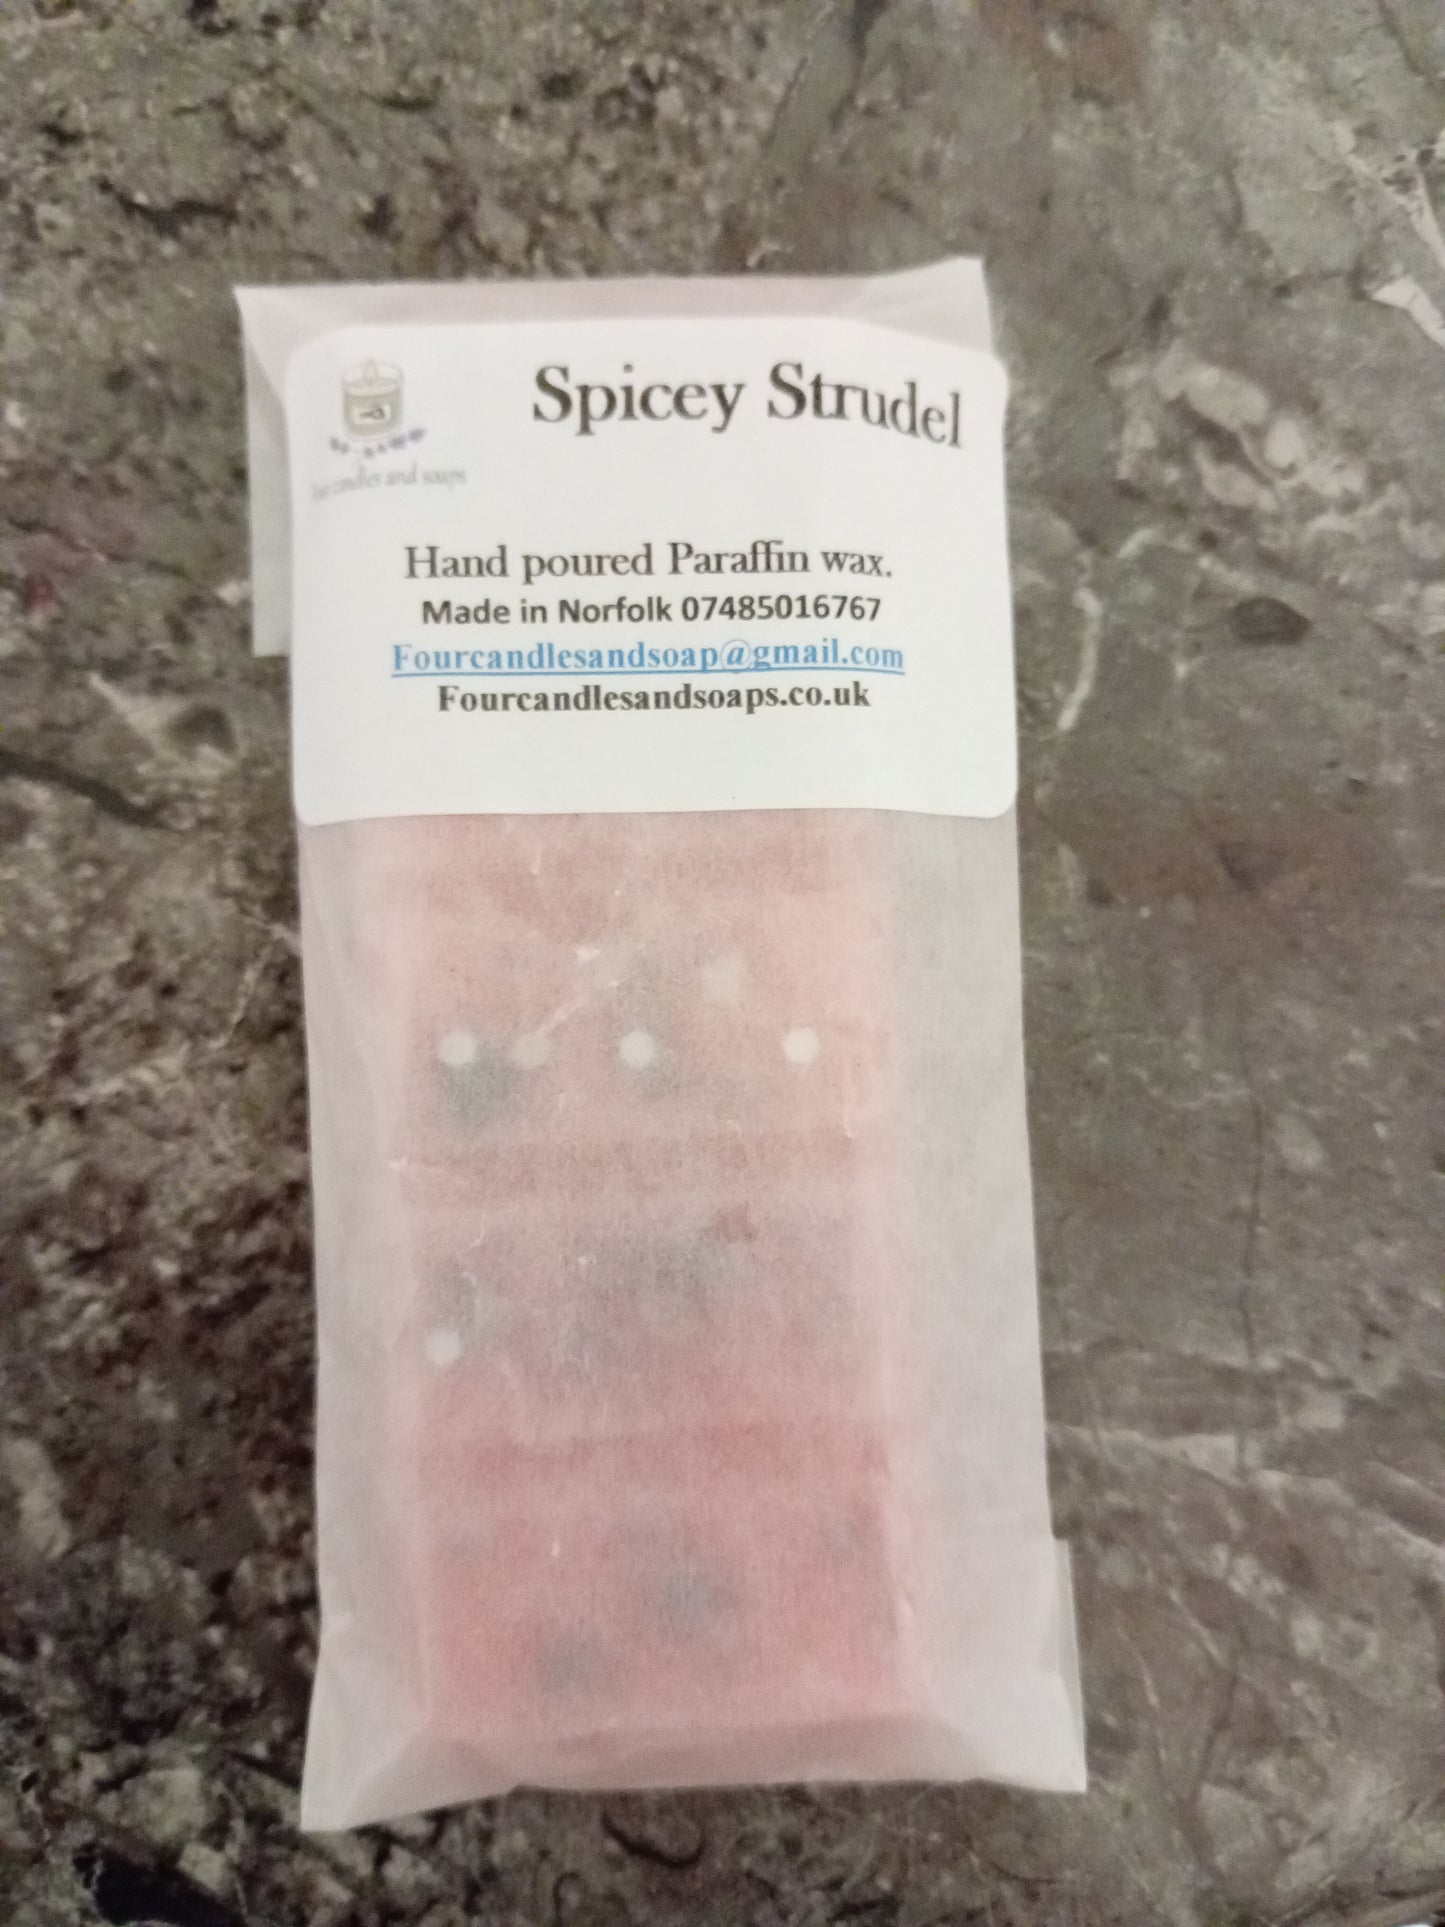 Spicey Strudel
candles and soaps
Hand poured Paraffin wax.
Made in Norfolk 07485016767
Fourcandlesandsoap@gmail.com
Fourcandlesandsoaps.co.uk